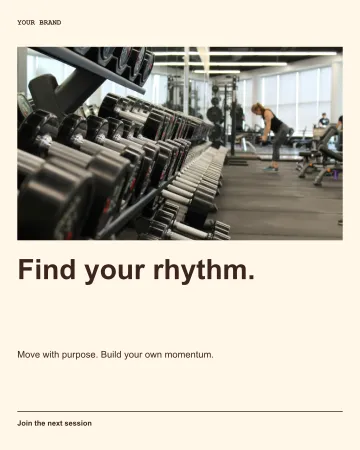 YOUR BRAND
Find your rhythm.
Move with purpose. Build your own momentum.
Join the next session